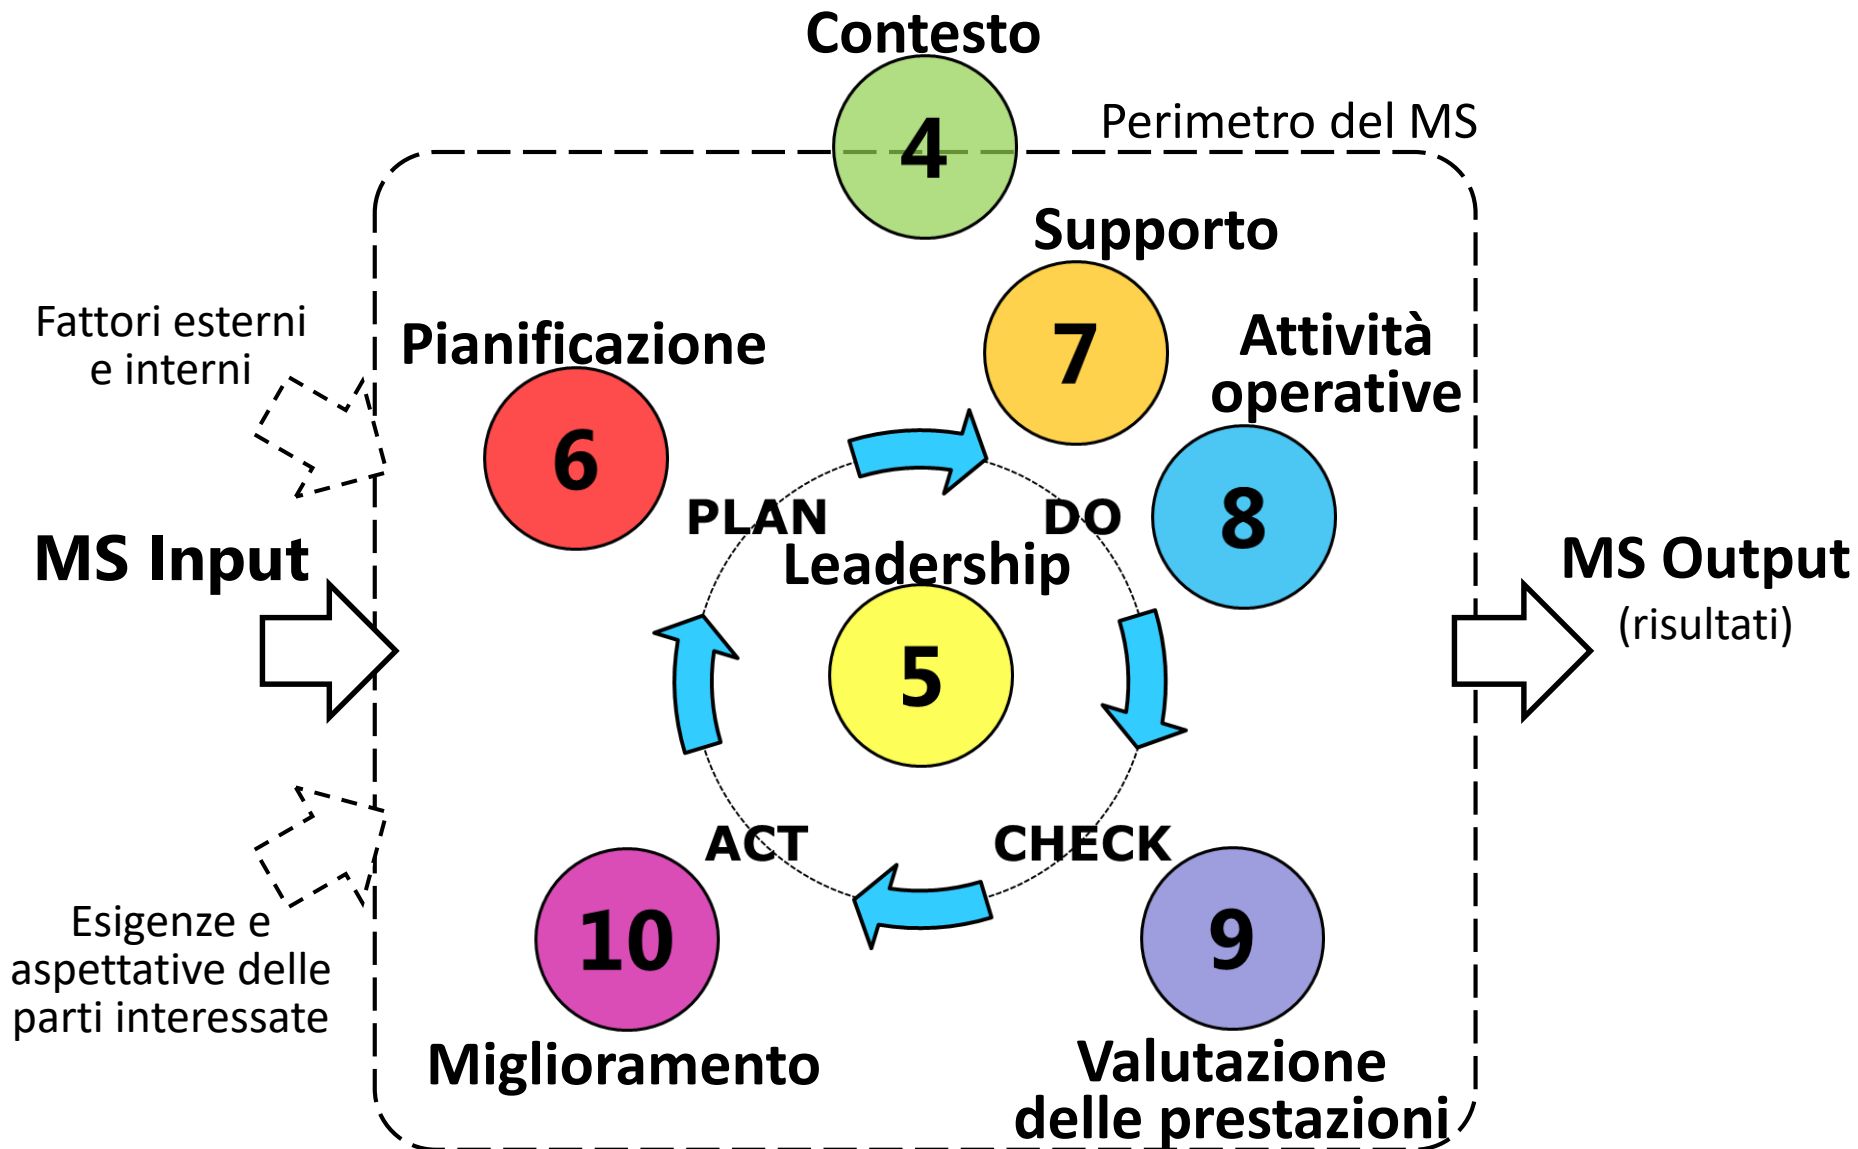 Contesto
4
Perimetro del MS
Supporto
7
Fattori esterni
e interni
Pianificazione
6
Attività
operative
8
PLAN
DO
Leadership
5
MS Input
MS Output
(risultati)
ACT
CHECK
10
9
Esigenze e
aspettative delle
parti interessate
Miglioramento
Valutazione
delle prestazioni